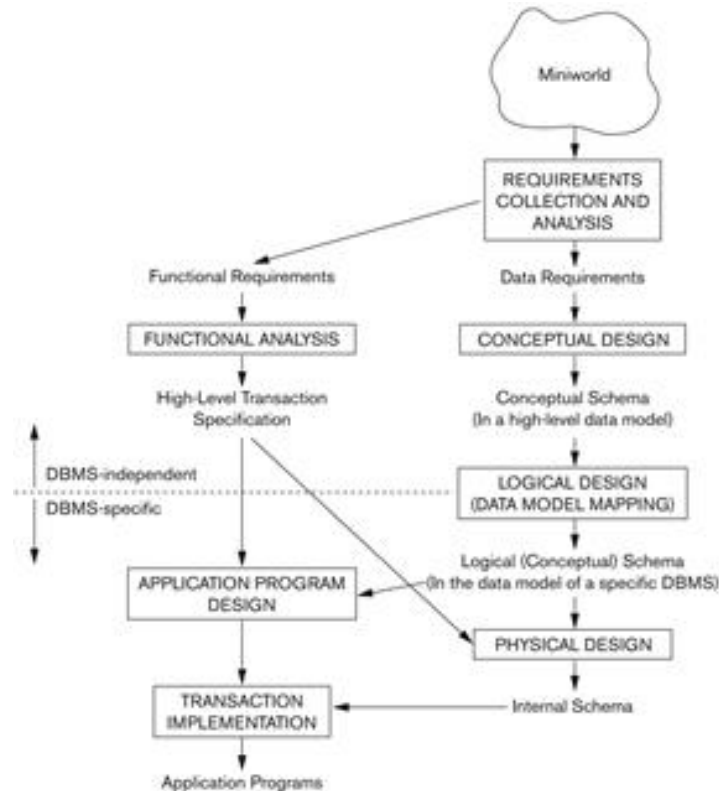 Miniworld
REQUIREMENTS
COLLECTION AND
ANALYSIS
Functional Requirements
Data Requirements
FUNCTIONAL ANALYSIS
CONCEPTUAL DESIGN
High-Level Transaction
Specification
Conceptual Schema
(In a high-level data model)
DBMS-independent
LOGICAL DESIGN
(DATA MODEL MAPPING)
DBMS-specific
Logical (Conceptual) Schema
(In the data model of a specific DBMS)
APPLICATION PROGRAM
DESIGN
PHYSICAL DESIGN
TRANSACTION
IMPLEMENTATION
Internal Schema
Application Programs